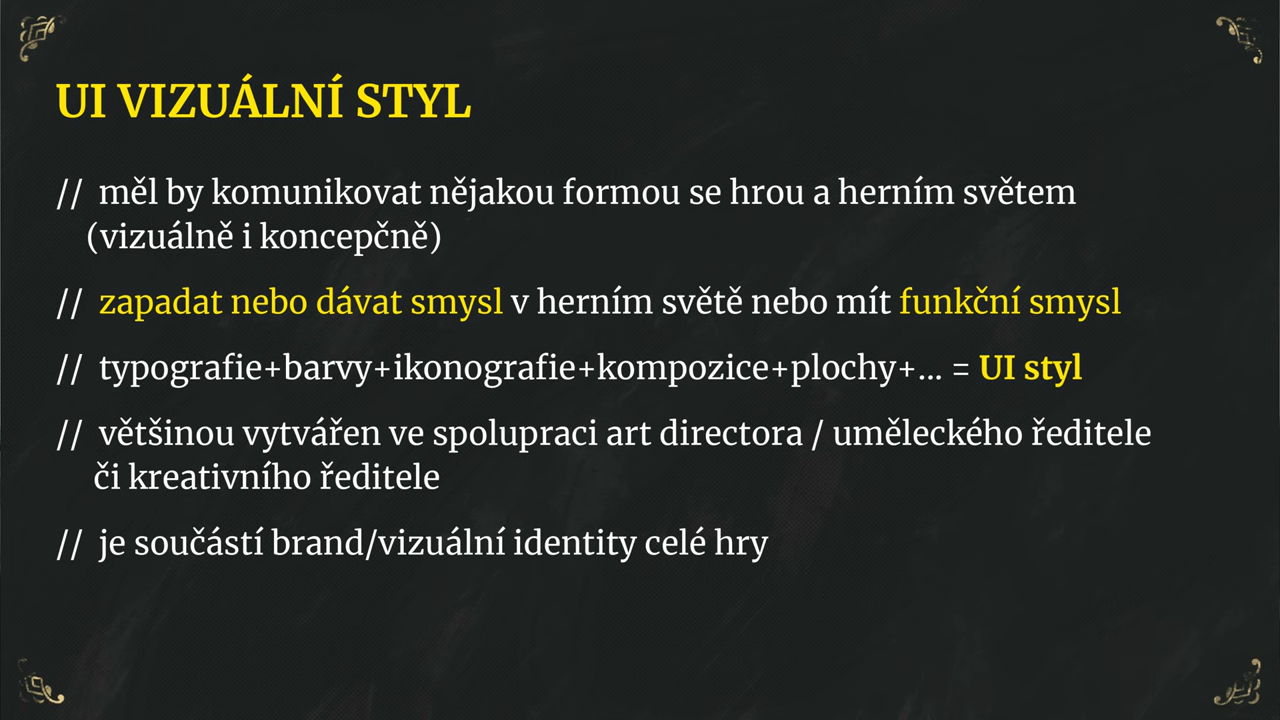 UI VIZUÁLNÍ STYL
// měl by komunikovat nějakou formou se hrou a herním světem
(vizuálně i koncepčně)
// zapadat nebo dávat smysl v herním světě nebo mít funkční smysl
// typografie+barvy+ikonografie+kompozice+plochy+... = UI styl
// většinou vytvářen ve spolupraci art directora / uměleckého ředitele
či kreativního ředitele
// je součástí brand/vizuální identity celé hry